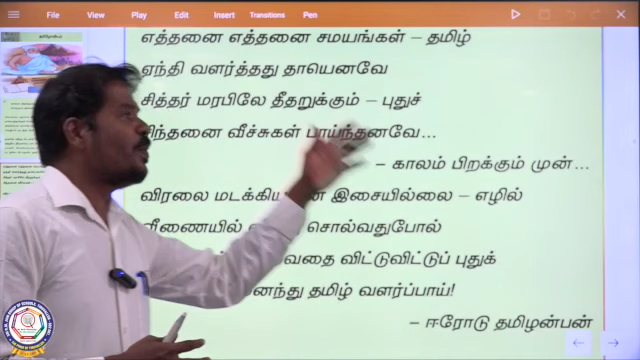 File View Play Edit Insert Transitions Pen
எத்தனை எத்தனை சமயங்கள் – தமிழ்
ஏந்தி வளர்த்தது தாயெனவே
சித்தர் மரபிலே தீதறுக்கும் – புதுச்
சிந்தனை வீச்சுகள் பாய்ந்தனவே...
– காலம் பிறக்கும் முன்...
விரலை மடக்கியவன் இசையில்லை – எழில்
வீணையில் சொல்வதுபோல்
விட்டுவிட்டுப் புதுக்
தமிழ் வளர்ப்பாய்!
– ஈரோடு தமிழன்பன்